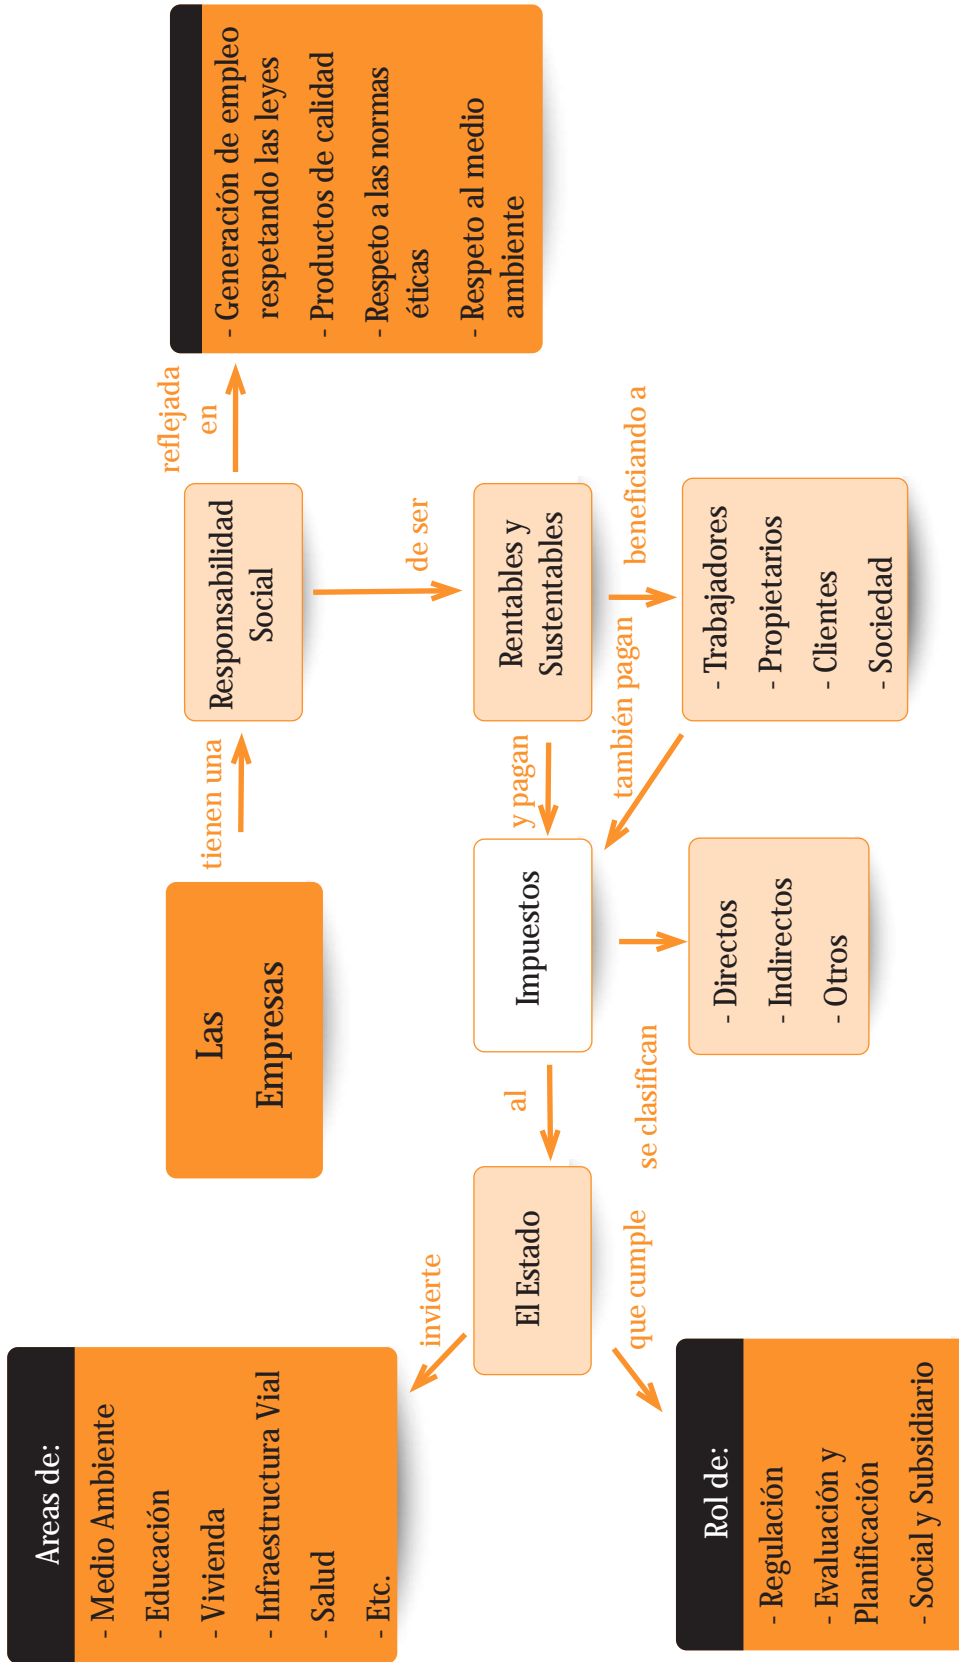 Areas de:
- Medio Ambiente
- Educación
- Vivienda
- Infraestructura Vial
- Salud
- Etc.
invierte
Las
Empresas
tienen una
Responsabilidad
Social
reflejada
en
- Generación de empleo
respetando las leyes
- Productos de calidad
- Respeto a las normas
éticas
- Respeto al medio
ambiente
de ser
Rentables y
Sustentables
y pagan
Impuestos
al
El Estado
beneficiando a
- Trabajadores
- Propietarios
- Clientes
- Sociedad
también pagan
se clasifican
- Directos
- Indirectos
- Otros
que cumple
Rol de:
- Regulación
- Evaluación y
Planificación
- Social y Subsidiario